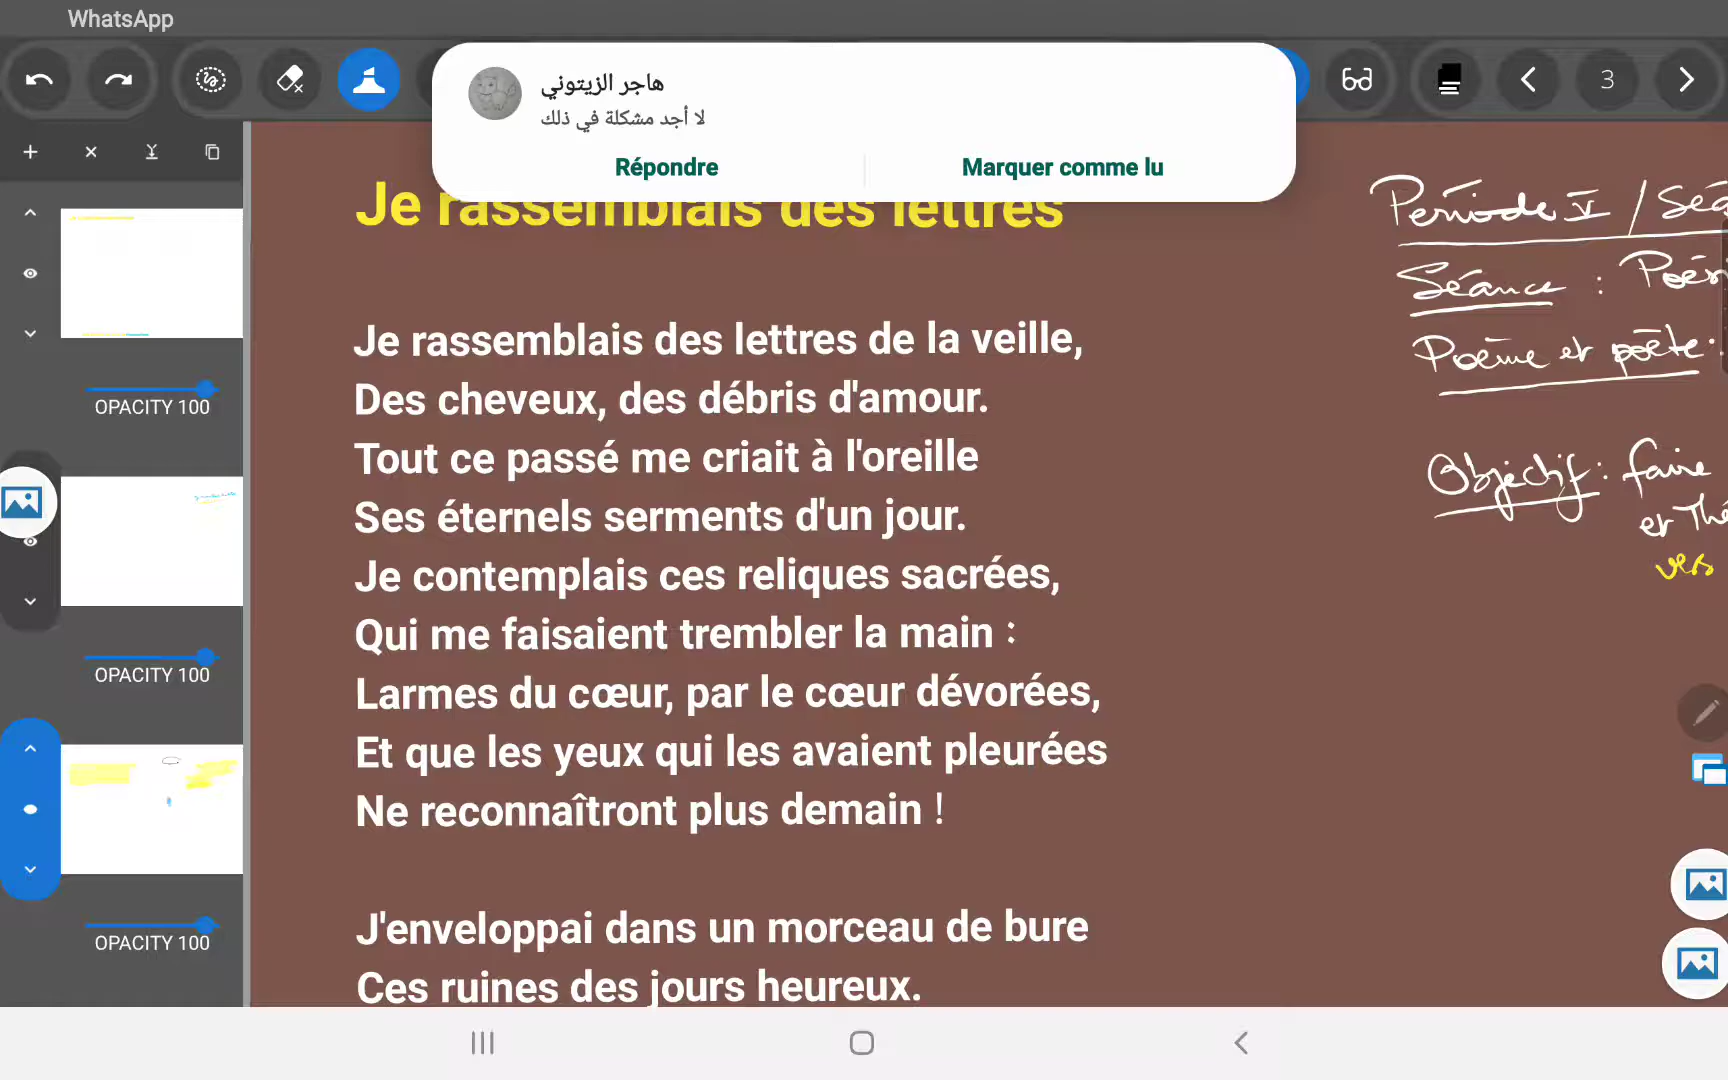 WhatsApp
هاجر الزيتوني
لا أجد مشكلة في ذلك
Répondre
Marquer comme lu
3
Je rassemblais des lettres
Je rassemblais des lettres de la veille,
Des cheveux, des débris d'amour.
Tout ce passé me criait à l'oreille
Ses éternels serments d'un jour.
Je contemplais ces reliques sacrées,
Qui me faisaient trembler la main :
Larmes du cœur, par le cœur dévorées,
Et que les yeux qui les avaient pleurées
Ne reconnaîtront plus demain !
J'enveloppai dans un morceau de bure
Ces ruines des jours heureux.
Période V / Séa
Séance : Poés
Poème et poète :
Objectif : faire
et Thé
vers
OPACITY 100
OPACITY 100
OPACITY 100